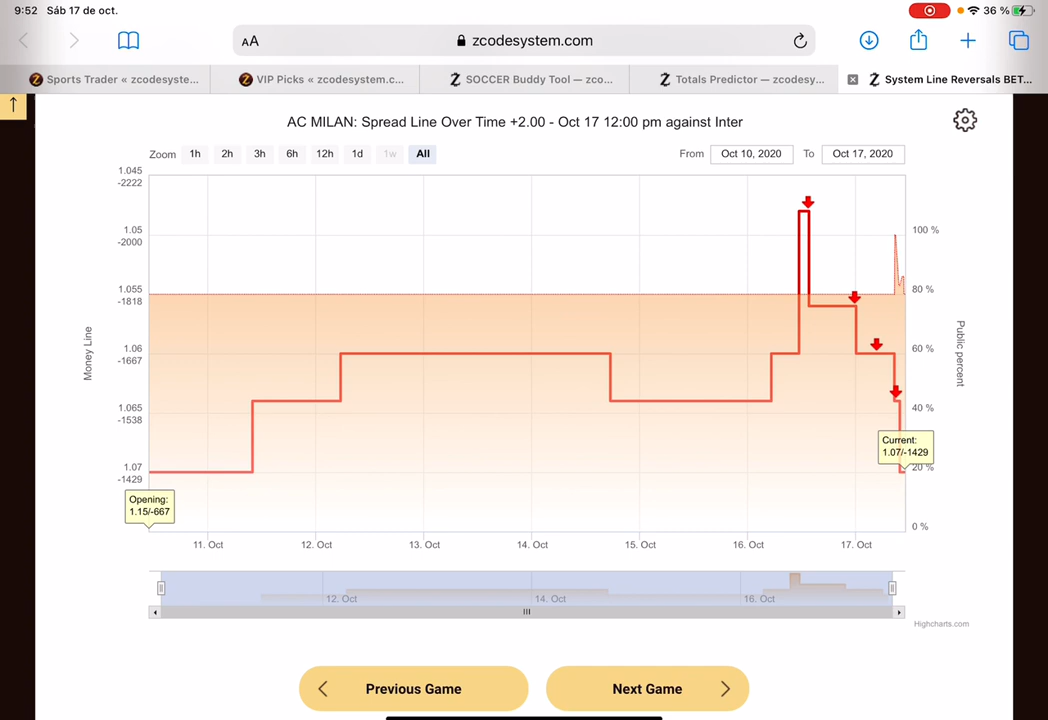 9:52 Sáb 17 de oct. 36 %
AA zcodesystem.com
Sports Trader « zcodesyste... VIP Picks « zcodesystem.c... SOCCER Buddy Tool — zco... Totals Predictor — zcodesy... System Line Reversals BET...
AC MILAN: Spread Line Over Time +2.00 - Oct 17 12:00 pm against Inter
Zoom 1h 2h 3h 6h 12h 1d 1w All From Oct 10, 2020 To Oct 17, 2020
1.045
-2222
1.05
-2000
1.055
-1818
1.06
-1667
1.065
-1538
1.07
-1429
Money Line
100 %
80 %
60 %
40 %
20 %
0 %
Public percent
Opening:
1.15/-667
Current:
1.07/-1429
11. Oct 12. Oct 13. Oct 14. Oct 15. Oct 16. Oct 17. Oct
12. Oct 14. Oct 16. Oct
Highcharts.com
Previous Game Next Game